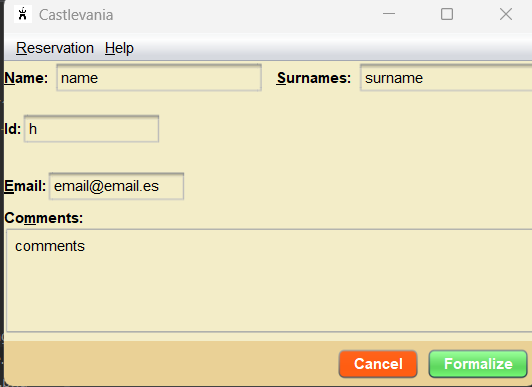 Castlevania
Reservation Help
Name: name Surnames: surname
Id: h
Email: email@email.es
Comments:
comments
Cancel Formalize